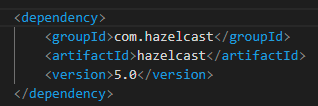 <dependency>
    <groupId>com.hazelcast</groupId>
    <artifactId>hazelcast</artifactId>
    <version>5.0</version>
</dependency>